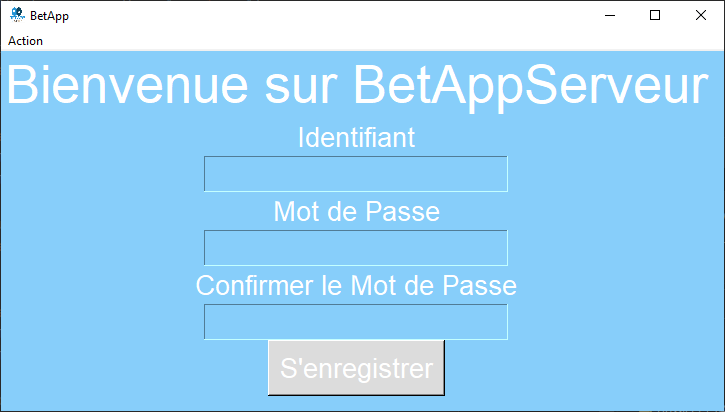 BetApp
Action
Bienvenue sur BetAppServeur
Identifiant
Mot de Passe
Confirmer le Mot de Passe
S'enregistrer